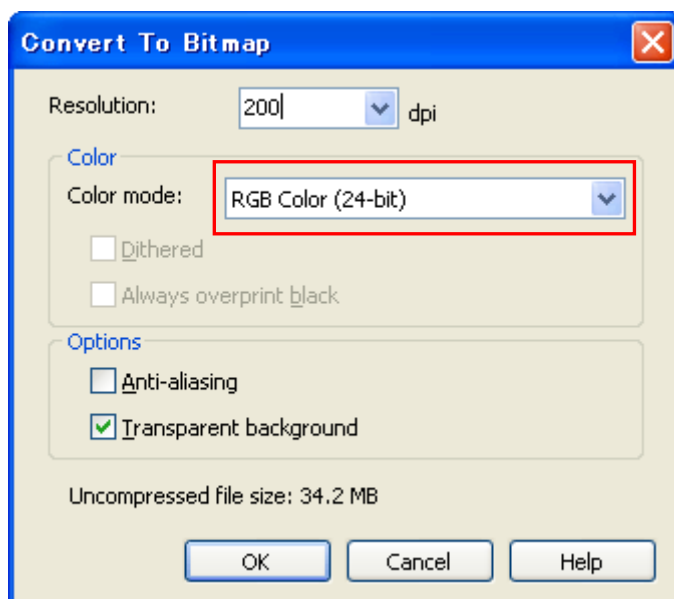 Convert To Bitmap
Resolution: 200 dpi
Color
Color mode: RGB Color (24-bit)
Dithered
Always overprint black
Options
Anti-aliasing
Transparent background
Uncompressed file size: 34.2 MB
OK Cancel Help